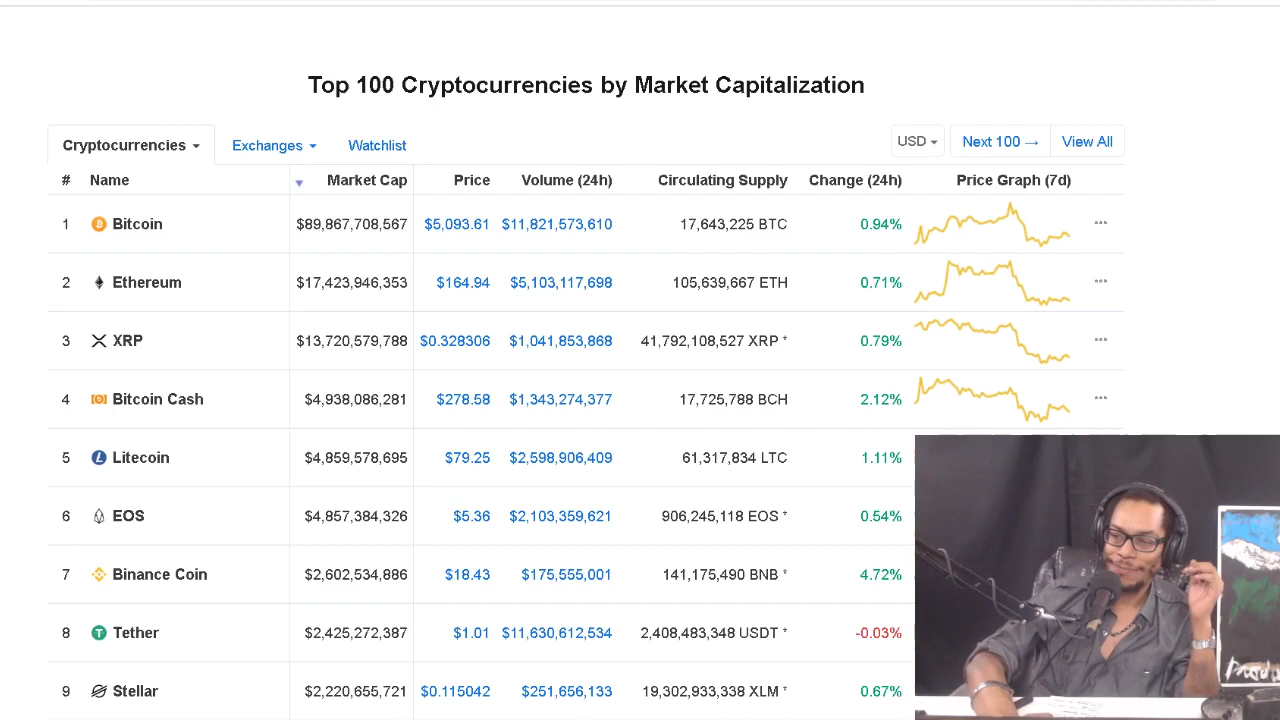 Top 100 Cryptocurrencies by Market Capitalization
Cryptocurrencies Exchanges Watchlist USD Next 100 → View All
# Name Market Cap Price Volume (24h) Circulating Supply Change (24h) Price Graph (7d)
1 Bitcoin $89,867,708,567 $5,093.61 $11,821,573,610 17,643,225 BTC 0.94%
2 Ethereum $17,423,946,353 $164.94 $5,103,117,698 105,639,667 ETH 0.71%
3 XRP $13,720,579,788 $0.328306 $1,041,853,868 41,792,108,527 XRP * 0.79%
4 Bitcoin Cash $4,938,086,281 $278.58 $1,343,274,377 17,725,788 BCH 2.12%
5 Litecoin $4,859,578,695 $79.25 $2,598,906,409 61,317,834 LTC 1.11%
6 EOS $4,857,384,326 $5.36 $2,103,359,621 906,245,118 EOS * 0.54%
7 Binance Coin $2,602,534,886 $18.43 $175,555,001 141,175,490 BNB * 4.72%
8 Tether $2,425,272,387 $1.01 $11,630,612,534 2,408,483,348 USDT * -0.03%
9 Stellar $2,220,655,721 $0.115042 $251,656,133 19,302,933,338 XLM * 0.67%